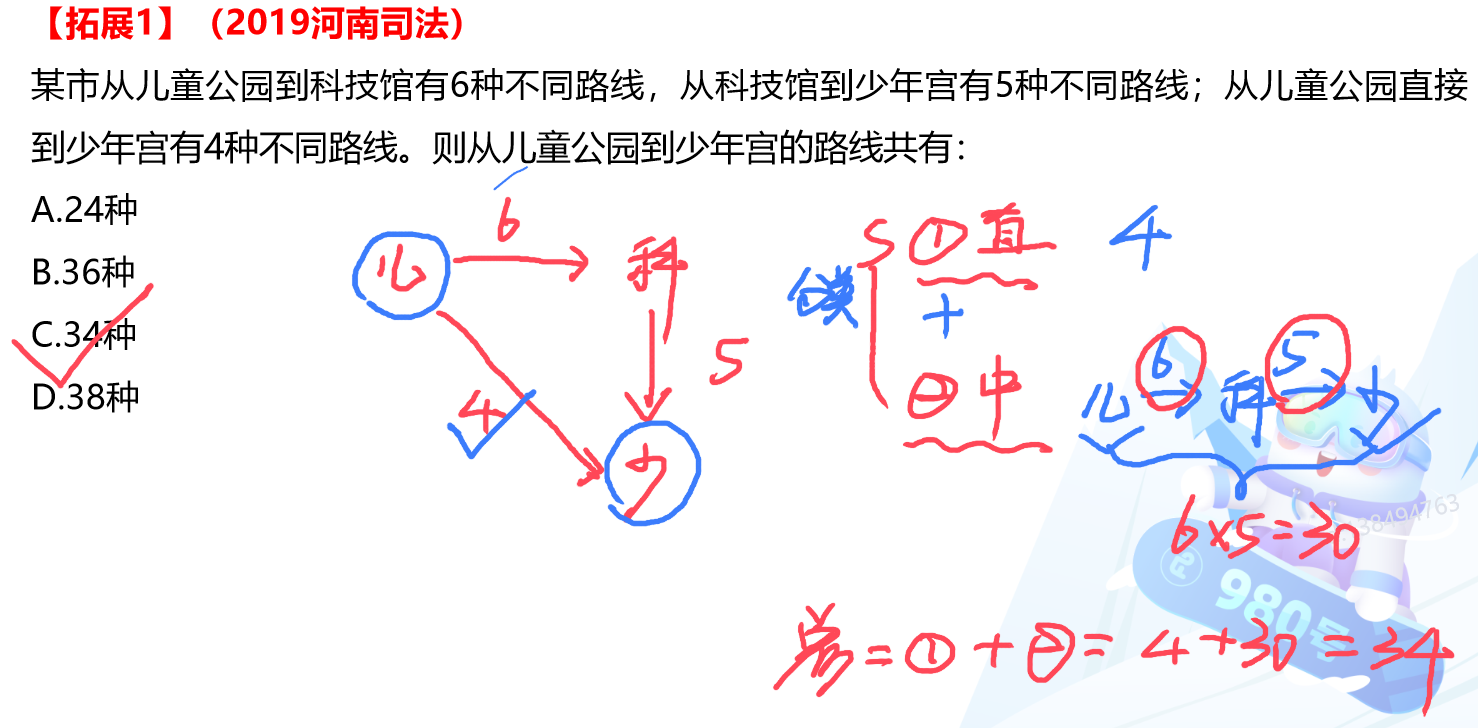 【拓展1】（2019河南司法）
某市从儿童公园到科技馆有6种不同路线，从科技馆到少年宫有5种不同路线；从儿童公园直接
到少年宫有4种不同路线。则从儿童公园到少年宫的路线共有：
A.24种
B.36种
C.34种
D.38种
儿 6 科
5
4
少
分类
① 直 4
+
② 中
儿 6 科 5 少
6×5=30
38494763
980号
= ① + ② = 4+30 = 34